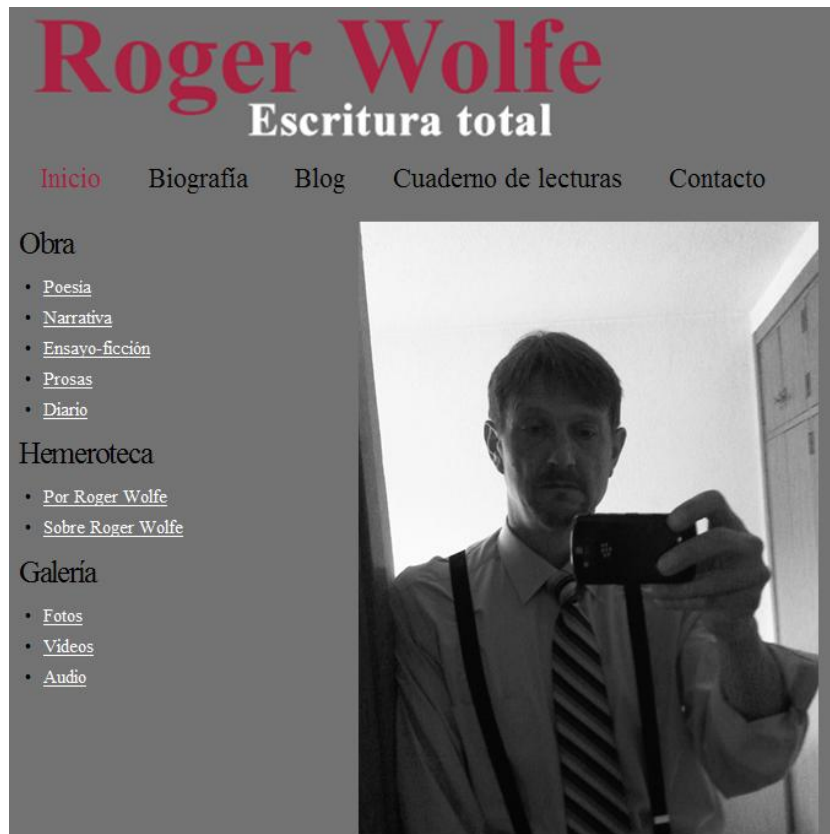 Roger Wolfe
Escritura total
Inicio Biografía Blog Cuaderno de lecturas Contacto
Obra
• Poesia
• Narrativa
• Ensayo-ficción
• Prosas
• Diario
Hemeroteca
• Por Roger Wolfe
• Sobre Roger Wolfe
Galería
• Fotos
• Videos
• Audio